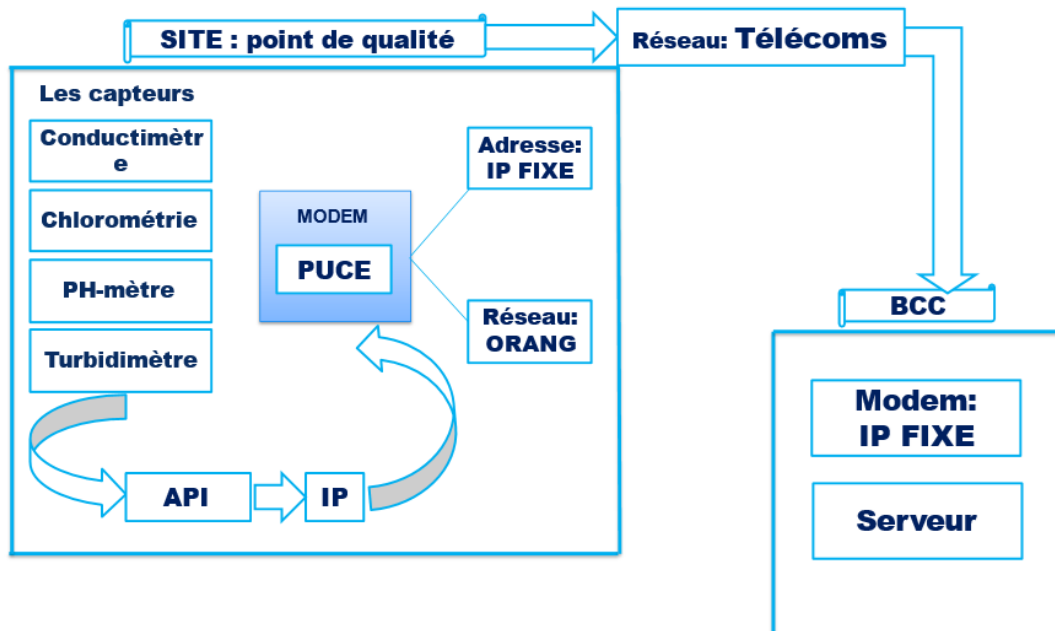 SITE : point de qualité
Réseau: Télécoms
Les capteurs
Conductimètr
e
Chlorométrie
PH-mètre
Turbidimètre
MODEM
PUCE
Adresse:
IP FIXE
Réseau:
ORANG
API
IP
BCC
Modem:
IP FIXE
Serveur